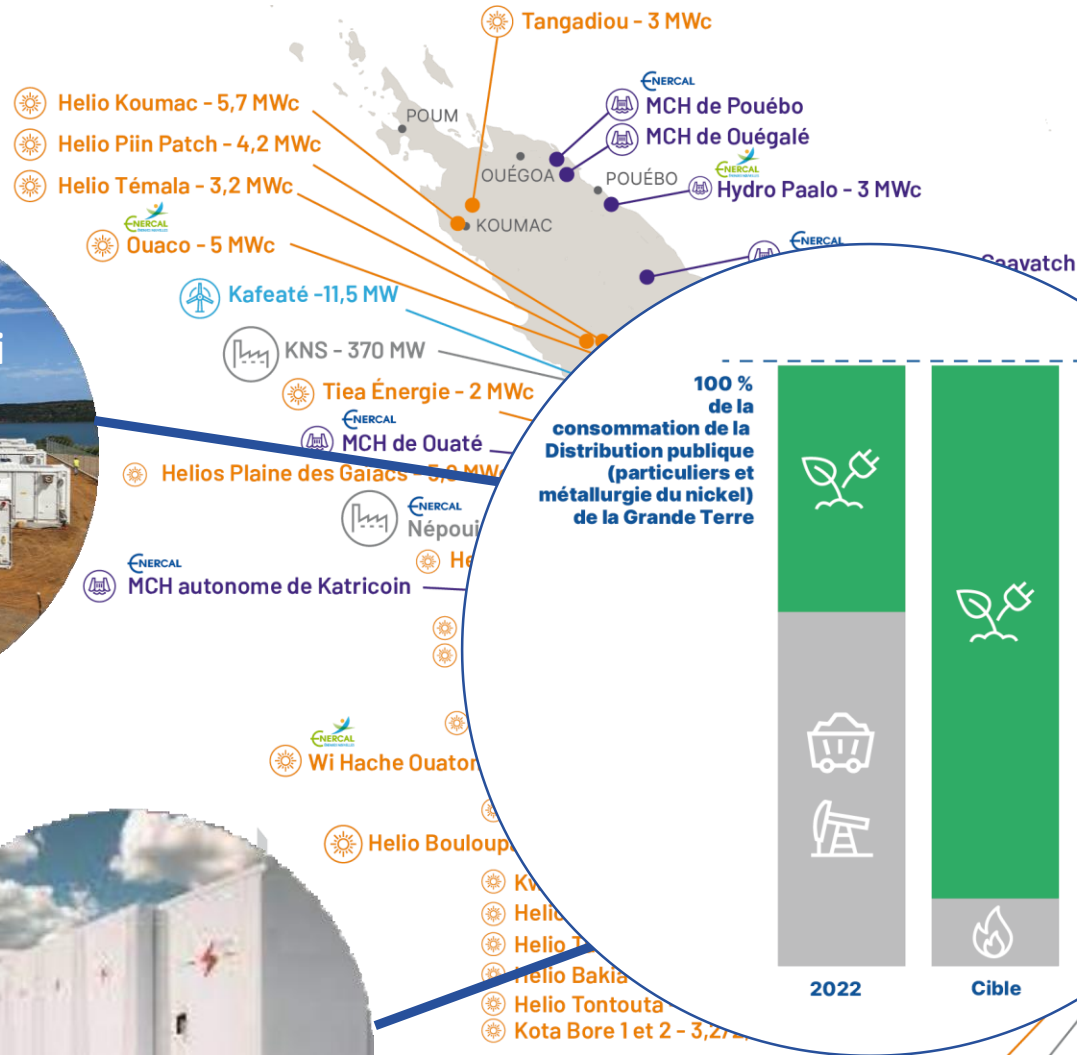 Tangadiou - 3 MWc
ENERCAL
Helio Koumac - 5,7 MWc
MCH de Pouébo
POUM
Helio Piin Patch - 4,2 MWc
MCH de Ouégalé
OUÉGOA
POUÉBO
ENERCAL
Helio Témala - 3,2 MWc
Hydro Paalo - 3 MWc
ENERCAL
KOUMAC
Ouaco - 5 MWc
ENERCAL
Kafeaté -11,5 MW
KNS - 370 MW
Tiea Énergie - 2 MWc
ENERCAL
MCH de Ouaté
Helios Plaine des Gaïacs
ENERCAL
Népoui
ENERCAL
MCH autonome de Katricoin
ENERCAL
Wi Hache
Helio
Helio
Helio
Helio Bakia
Helio Tontouta
Kota Bore 1 et 2 -
100 %
de la
consommation de la
Distribution publique
(particuliers et
métallurgie du nickel)
de la Grande Terre
2022
Cible